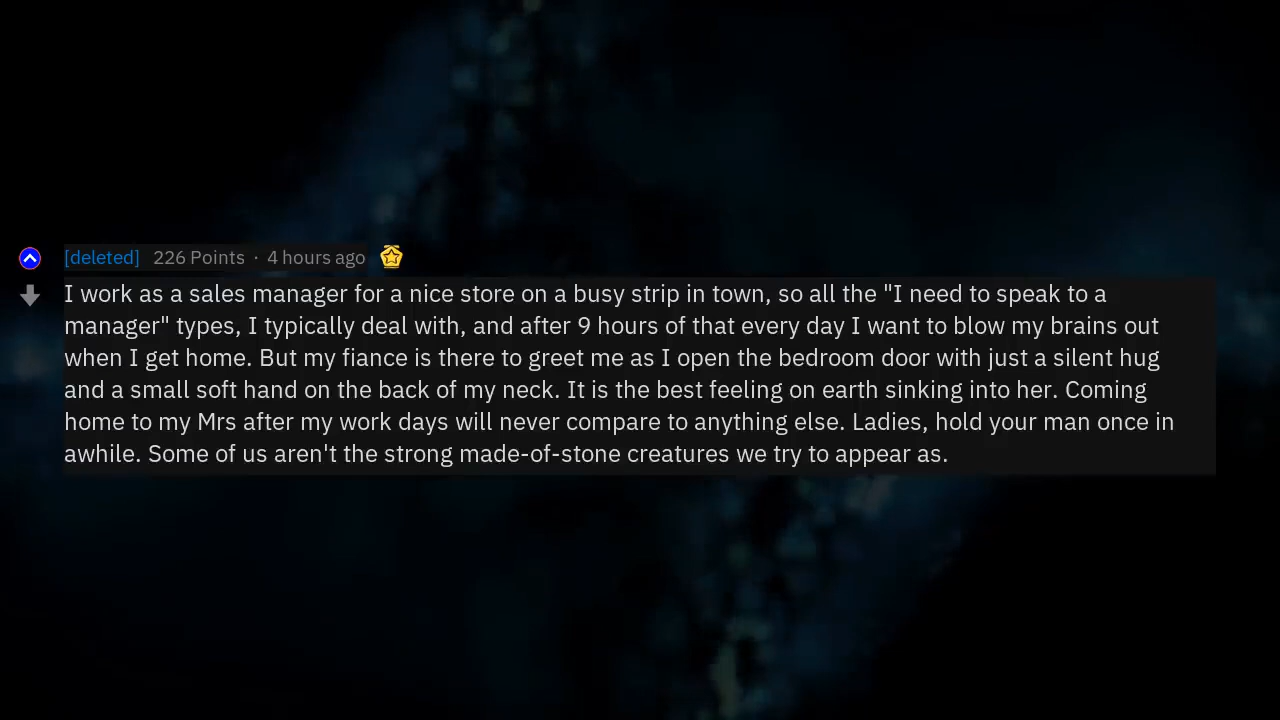 [deleted] 226 Points · 4 hours ago
I work as a sales manager for a nice store on a busy strip in town, so all the "I need to speak to a
manager" types, I typically deal with, and after 9 hours of that every day I want to blow my brains out
when I get home. But my fiance is there to greet me as I open the bedroom door with just a silent hug
and a small soft hand on the back of my neck. It is the best feeling on earth sinking into her. Coming
home to my Mrs after my work days will never compare to anything else. Ladies, hold your man once in
awhile. Some of us aren't the strong made-of-stone creatures we try to appear as.